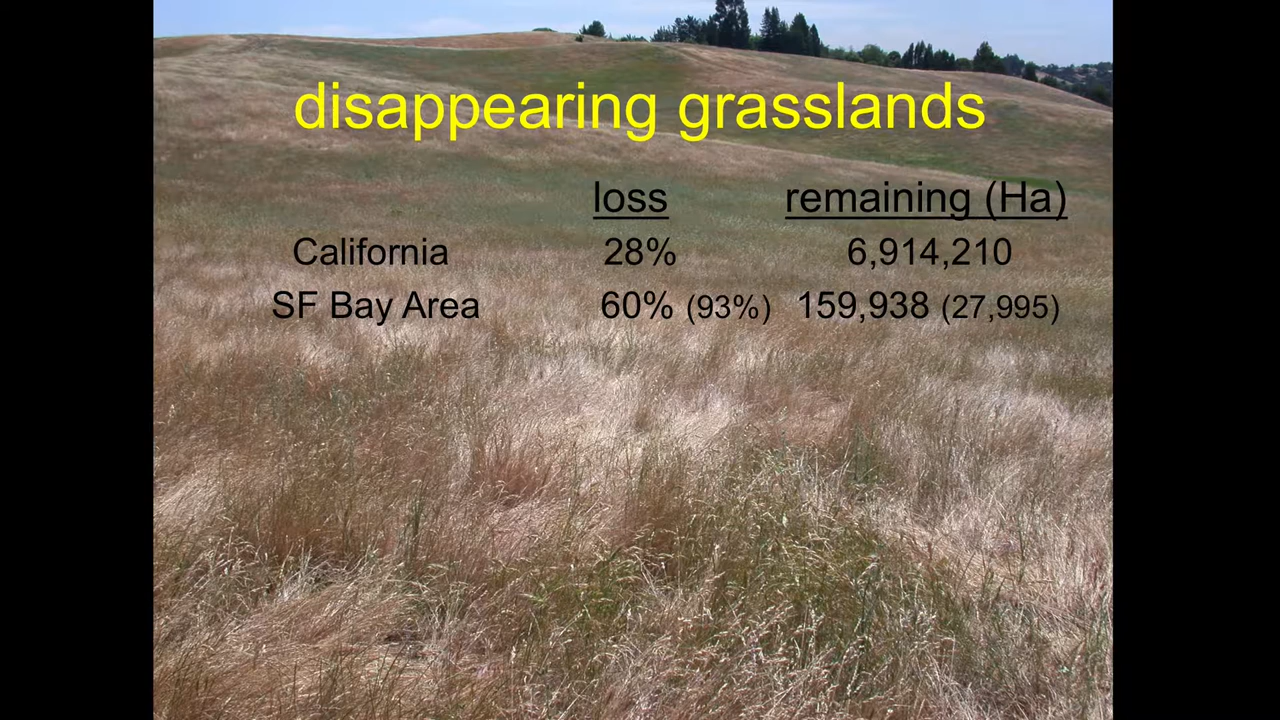 disappearing grasslands
loss remaining (Ha)
California 28% 6,914,210
SF Bay Area 60% (93%) 159,938 (27,995)